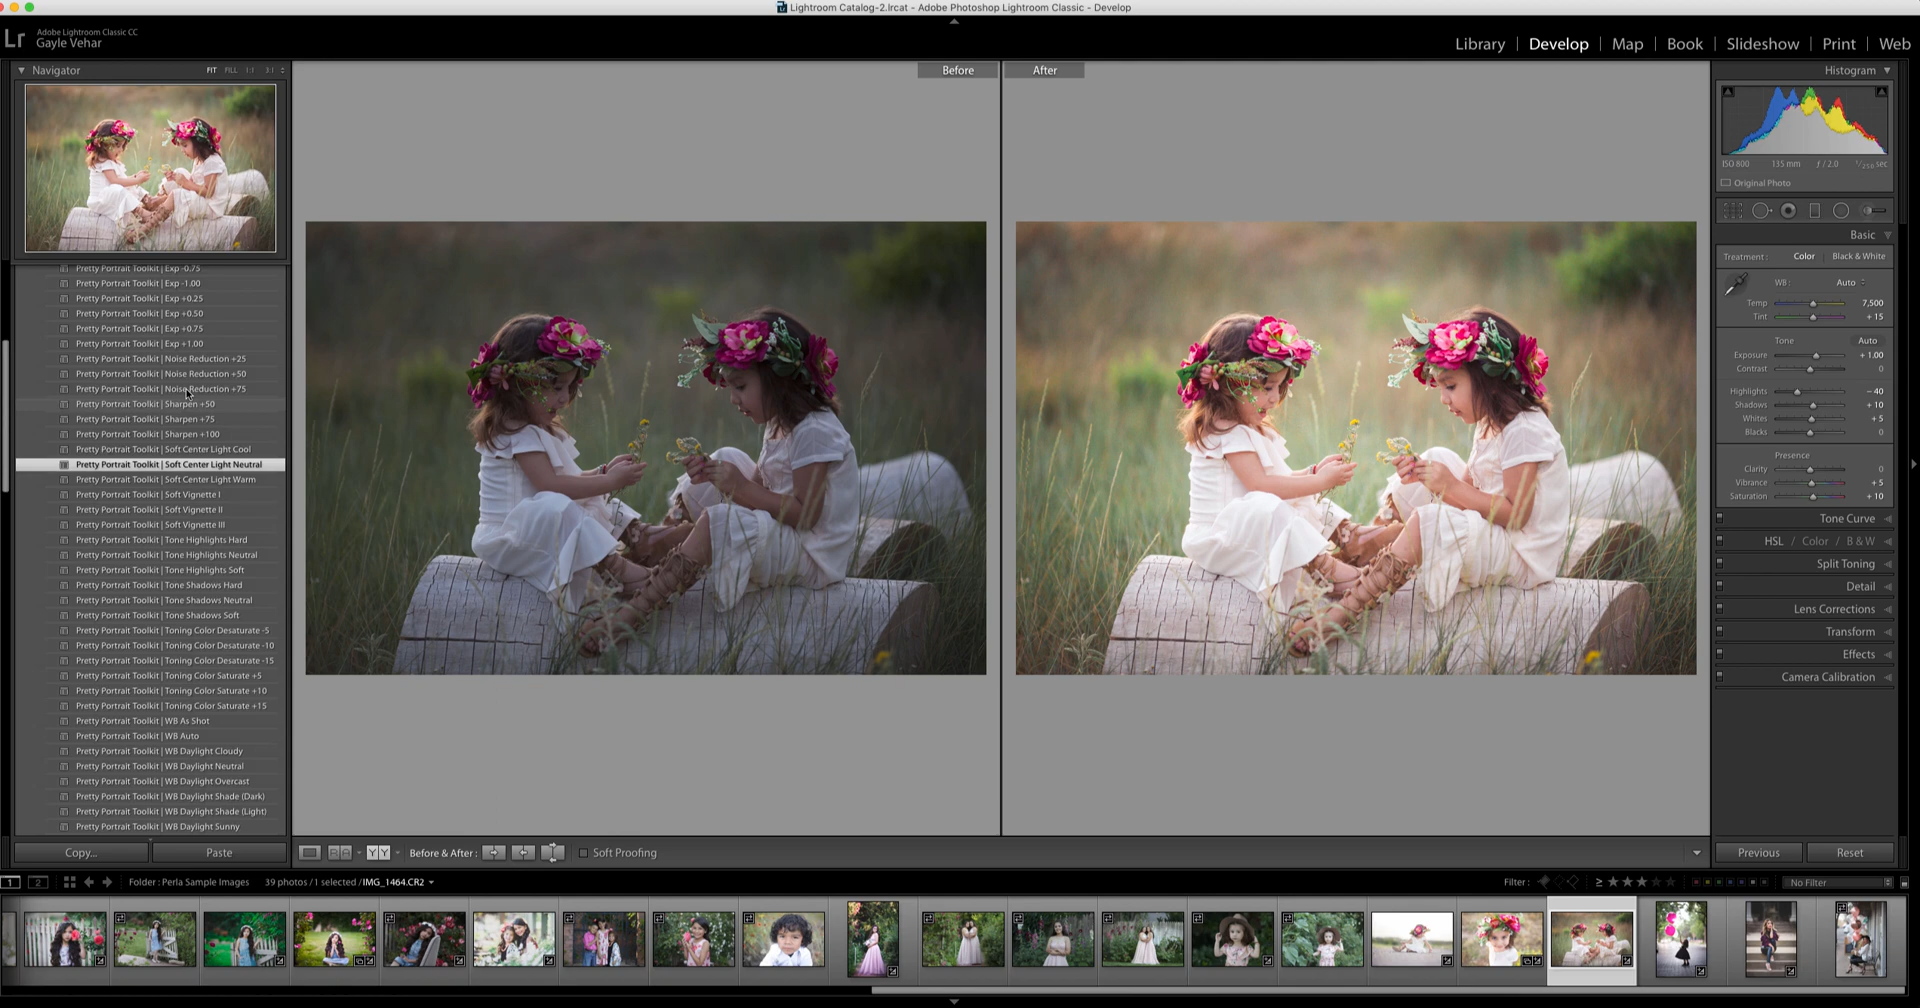 Lightroom Catalog-2.lrcat - Adobe Photoshop Lightroom Classic - Develop
Lr
Adobe Lightroom Classic CC
Gayle Vehar
Library | Develop | Map | Book | Slideshow | Print | Web
Navigator
FIT FILL 1:1 3:1
Pretty Portrait Toolkit | Exp -0.75
Pretty Portrait Toolkit | Exp -1.00
Pretty Portrait Toolkit | Exp +0.25
Pretty Portrait Toolkit | Exp +0.50
Pretty Portrait Toolkit | Exp +0.75
Pretty Portrait Toolkit | Exp +1.00
Pretty Portrait Toolkit | Noise Reduction +25
Pretty Portrait Toolkit | Noise Reduction +50
Pretty Portrait Toolkit | Noise Reduction +75
Pretty Portrait Toolkit | Sharpen +50
Pretty Portrait Toolkit | Sharpen +75
Pretty Portrait Toolkit | Sharpen +100
Pretty Portrait Toolkit | Soft Center Light Cool
Pretty Portrait Toolkit | Soft Center Light Neutral
Pretty Portrait Toolkit | Soft Center Light Warm
Pretty Portrait Toolkit | Soft Vignette I
Pretty Portrait Toolkit | Soft Vignette II
Pretty Portrait Toolkit | Soft Vignette III
Pretty Portrait Toolkit | Tone Highlights Hard
Pretty Portrait Toolkit | Tone Highlights Neutral
Pretty Portrait Toolkit | Tone Highlights Soft
Pretty Portrait Toolkit | Tone Shadows Hard
Pretty Portrait Toolkit | Tone Shadows Neutral
Pretty Portrait Toolkit | Tone Shadows Soft
Pretty Portrait Toolkit | Toning Color Desaturate -5
Pretty Portrait Toolkit | Toning Color Desaturate -10
Pretty Portrait Toolkit | Toning Color Desaturate -15
Pretty Portrait Toolkit | Toning Color Saturate +5
Pretty Portrait Toolkit | Toning Color Saturate +10
Pretty Portrait Toolkit | Toning Color Saturate +15
Pretty Portrait Toolkit | WB As Shot
Pretty Portrait Toolkit | WB Auto
Pretty Portrait Toolkit | WB Daylight Cloudy
Pretty Portrait Toolkit | WB Daylight Neutral
Pretty Portrait Toolkit | WB Daylight Overcast
Pretty Portrait Toolkit | WB Daylight Shade (Dark)
Pretty Portrait Toolkit | WB Daylight Shade (Light)
Pretty Portrait Toolkit | WB Daylight Sunny
Copy... Paste
Before After
Histogram
ISO 800 135 mm ƒ / 2.0 1/250 sec
Original Photo
Basic
Treatment : Color Black & White
WB : Auto
Temp 7,500
Tint + 15
Tone Auto
Exposure + 1.00
Contrast 0
Highlights − 40
Shadows + 10
Whites + 5
Blacks 0
Presence
Clarity 0
Vibrance + 5
Saturation + 10
Tone Curve
HSL / Color / B & W
Split Toning
Detail
Lens Corrections
Transform
Effects
Camera Calibration
Before & After : Soft Proofing
Previous Reset
1 2 Folder : Perla Sample Images 39 photos / 1 selected / IMG_1464.CR2
Filter : ≥ ★★★★★ No Filter